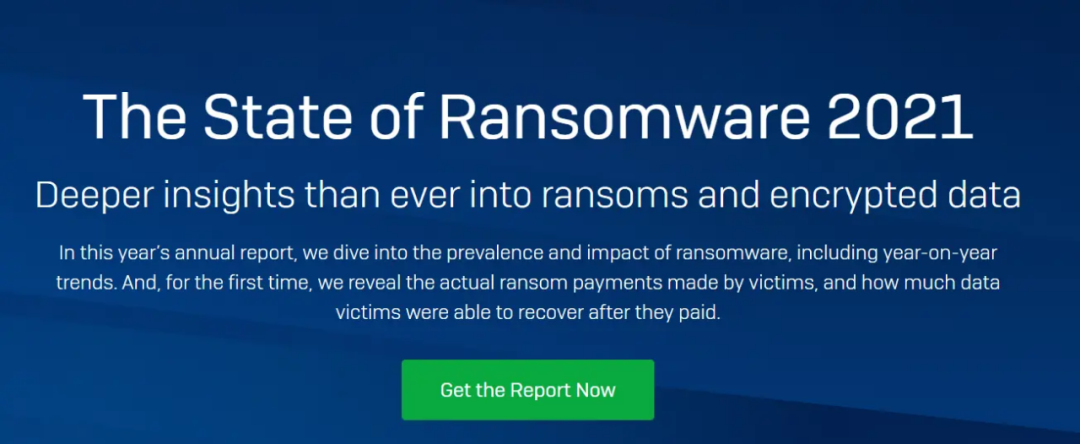 The State of Ransomware 2021
Deeper insights than ever into ransoms and encrypted data
In this year's annual report, we dive into the prevalence and impact of ransomware, including year-on-year
trends. And, for the first time, we reveal the actual ransom payments made by victims, and how much data
victims were able to recover after they paid.
Get the Report Now